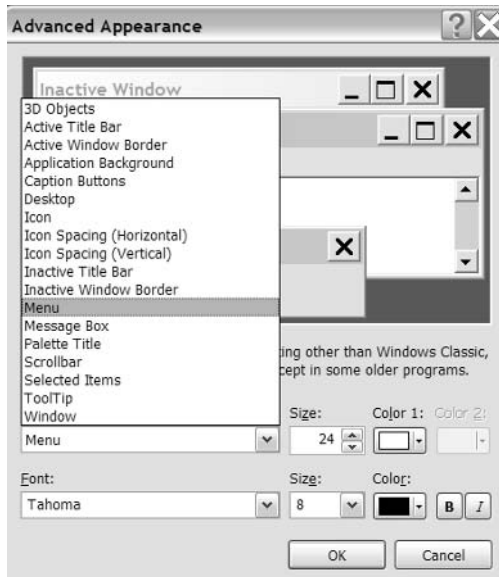 Advanced Appearance
Inactive Window
3D Objects
Active Title Bar
Active Window Border
Application Background
Caption Buttons
Desktop
Icon
Icon Spacing (Horizontal)
Icon Spacing (Vertical)
Inactive Title Bar
Inactive Window Border
Menu
Message Box
Palette Title
Scrollbar
Selected Items
ToolTip
Window
other than Windows Classic,
in some older programs.
Size: Color 1: Color 2:
Menu 24
Font: Size: Color:
Tahoma 8 B I
OK Cancel